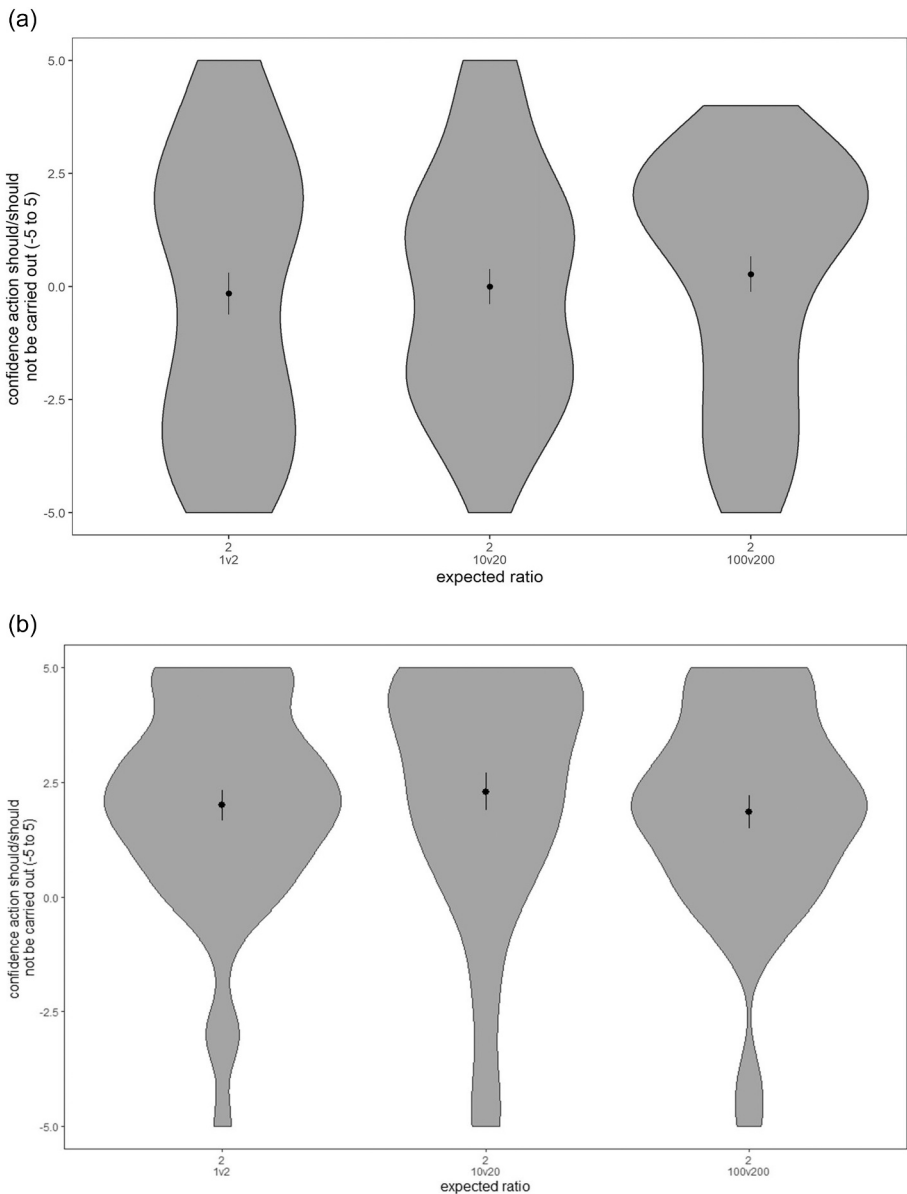 (a)
confidence action should/should
not be carried out (-5 to 5)
5.0
2.5
0.0
-2.5
-5.0
2
1v2
2
10v20
2
100v200
expected ratio
(b)
confidence action should/should
not be carried out (-5 to 5)
5.0
2.5
0.0
-2.5
-5.0
2
1v2
2
10v20
2
100v200
expected ratio